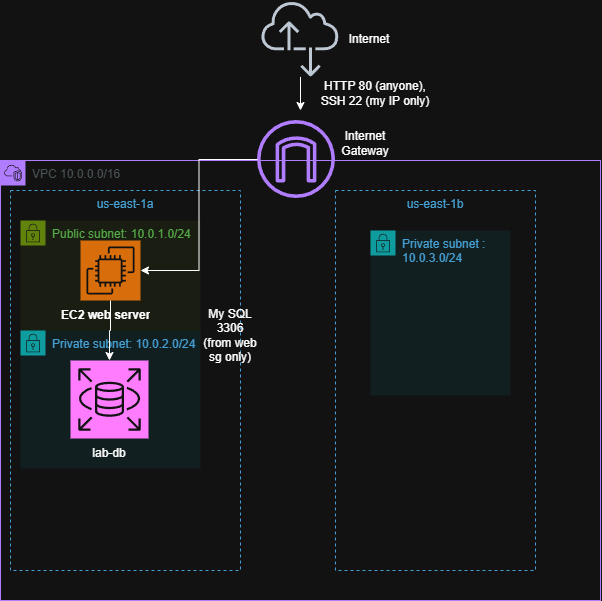 Internet
HTTP 80 (anyone),
SSH 22 (my IP only)
Internet
Gateway
VPC 10.0.0.0/16
us-east-1a
us-east-1b
Public subnet: 10.0.1.0/24
Private subnet :
10.0.3.0/24
EC2 web server
My SQL
3306
(from web
sg only)
Private subnet: 10.0.2.0/24
lab-db